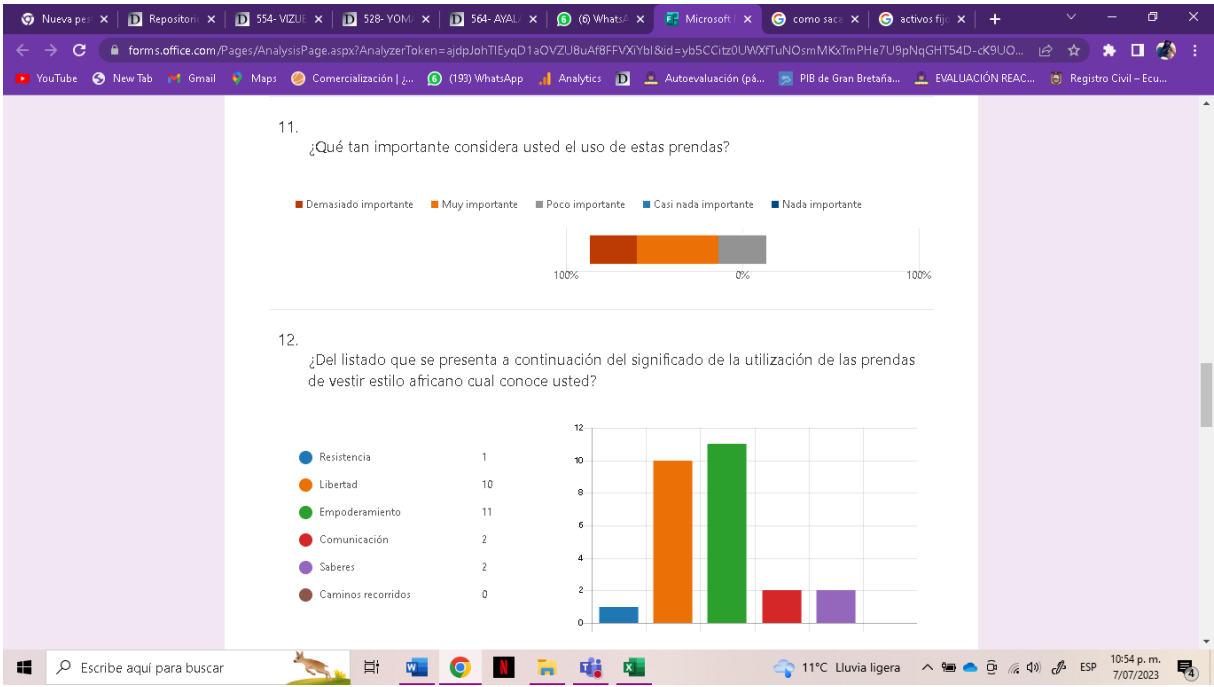 Nueva pes
Repositori
554- VIZUE
528- YOM
564- AYAL
(6) Whats
Microsoft
como saca
activos fijo
forms.office.com/Pages/AnalysisPage.aspx?AnalyzerToken=ajdpJohTIEyqD1aOVZU8uAf8FFVXiYbl&id=yb5CCitz0UWXfTuNOsmMKxTmPHe7U9pNqGHT54D-cK9UO...
YouTube
New Tab
Gmail
Maps
Comercialización | ¿...
(193) WhatsApp
Analytics
Autoevaluación (pá...
PIB de Gran Bretaña...
EVALUACIÓN REAC...
Registro Civil – Ecu...
11.
¿Qué tan importante considera usted el uso de estas prendas?
Demasiado importante Muy importante Poco importante Casi nada importante Nada importante
100% 0% 100%
12.
¿Del listado que se presenta a continuación del significado de la utilización de las prendas
de vestir estilo africano cual conoce usted?
Resistencia 1
Libertad 10
Empoderamiento 11
Comunicación 2
Saberes 2
Caminos recorridos 0
12
10
8
6
4
2
0
Escribe aquí para buscar
11°C Lluvia ligera
ESP
10:54 p. m.
7/07/2023
4